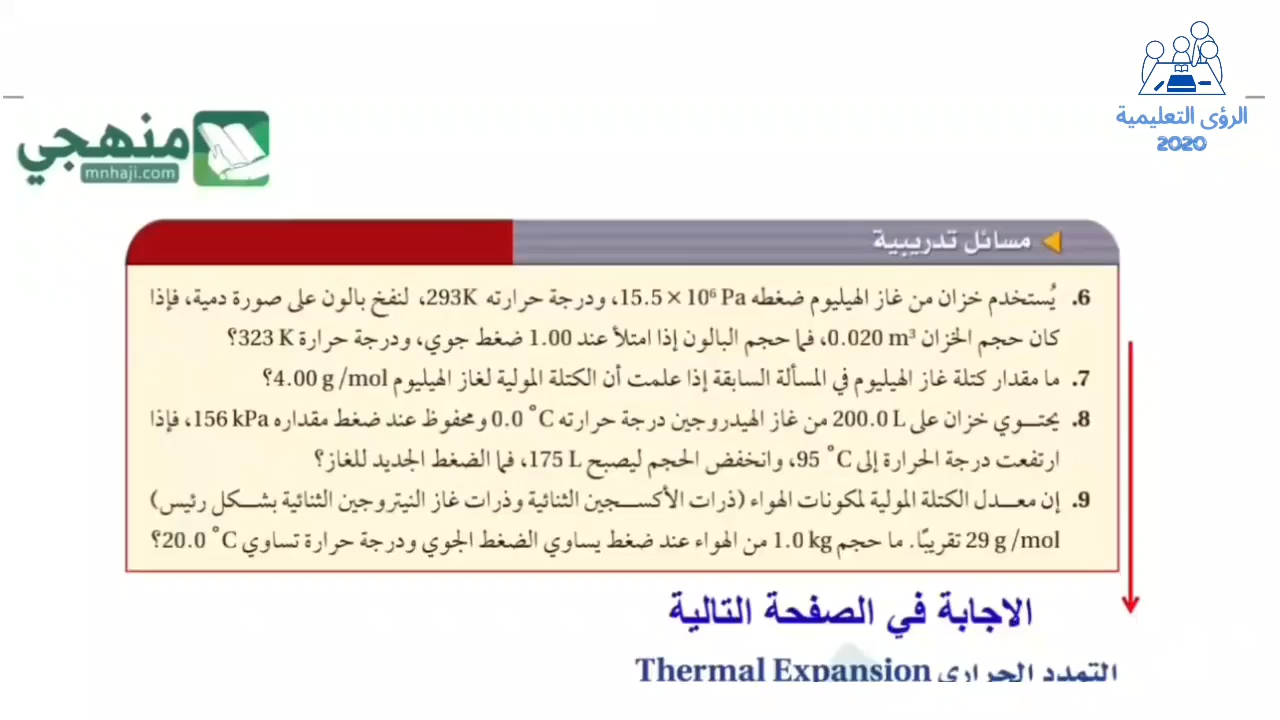 الرؤى التعليمية
2020
منهجي
mnhaji.com
مسائل تدريبية
6. يُستخدم خزان من غاز الهيليوم ضغطه 15.5×10⁶ Pa، ودرجة حرارته 293K، لنفخ بالون على صورة دمية، فإذا
كان حجم الخزان 0.020 m³، فما حجم البالون إذا امتلأ عند 1.00 ضغط جوي، ودرجة حرارة 323 K؟
7. ما مقدار كتلة غاز الهيليوم في المسألة السابقة إذا علمت أن الكتلة المولية لغاز الهيليوم 4.00 g/mol؟
8. يحتـــوي خزان على 200.0 L من غاز الهيدروجين درجة حرارته 0.0 °C ومحفوظ عند ضغط مقداره 156 kPa، فإذا
ارتفعت درجة الحرارة إلى 95 °C، وانخفض الحجم ليصبح 175 L، فما الضغط الجديد للغاز؟
9. إن معـــدل الكتلة المولية لمكونات الهواء (ذرات الأكســـجين الثنائية وذرات غاز النيتروجين الثنائية بشـــكل رئيس)
29 g/mol تقريبًا. ما حجم 1.0 kg من الهواء عند ضغط يساوي الضغط الجوي ودرجة حرارة تساوي 20.0 °C؟
الاجابة في الصفحة التالية
التمدد الحراري Thermal Expansion